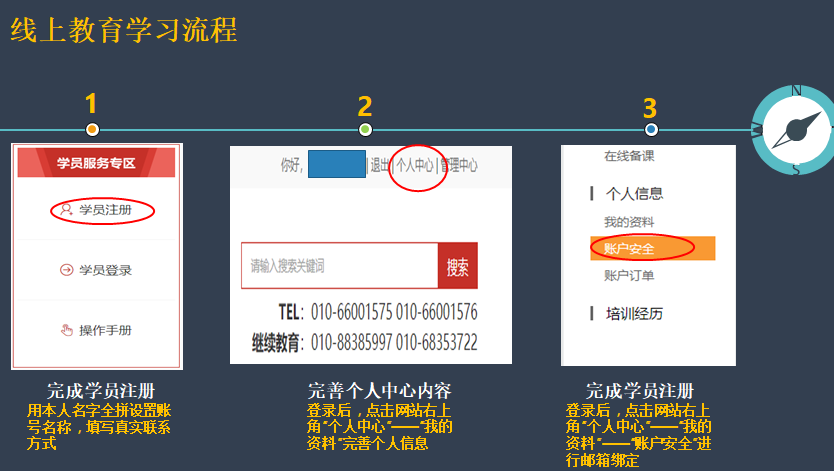 线上教育学习流程
1
2
3
N
S
学员服务专区
学员注册
学员登录
操作手册
你好, | 退出 | 个人中心 | 管理中心
请输入搜索关键词
搜索
TEL: 010-66001575 010-66001576
继续教育: 010-88385997 010-68353722
在线备课
个人信息
我的资料
账户安全
账户订单
培训经历
完成学员注册
用本人名字全拼设置账
号名称，填写真实联系
方式
完善个人中心内容
登录后，点击网站右上
角"个人中心"——"我的
资料"完善个人信息
完成学员注册
登录后，点击网站右上
角"个人中心"——"我的
资料"——"账户安全"进
行邮箱绑定